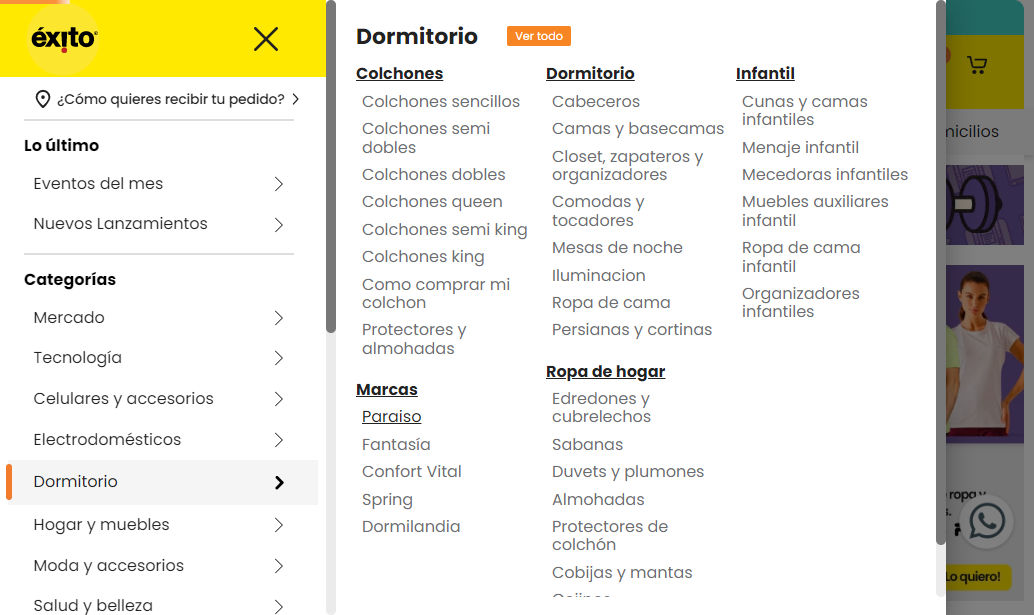 éxito
¿Cómo quieres recibir tu pedido?
Lo último
Eventos del mes
Nuevos Lanzamientos
Categorías
Mercado
Tecnología
Celulares y accesorios
Electrodomésticos
Dormitorio
Hogar y muebles
Moda y accesorios
Salud y belleza
Dormitorio
Ver todo
Colchones
Colchones sencillos
Colchones semi
dobles
Colchones dobles
Colchones queen
Colchones semi king
Colchones king
Como comprar mi
colchon
Protectores y
almohadas
Marcas
Paraiso
Fantasía
Confort Vital
Spring
Dormilandia
Dormitorio
Cabeceros
Camas y basecamas
Closet, zapateros y
organizadores
Comodas y
tocadores
Mesas de noche
Iluminacion
Ropa de cama
Persianas y cortinas
Ropa de hogar
Edredones y
cubrelechos
Sabanas
Duvets y plumones
Almohadas
Protectores de
colchón
Cobijas y mantas
Infantil
Cunas y camas
infantiles
Menaje infantil
Mecedoras infantiles
Muebles auxiliares
infantil
Ropa de cama
infantil
Organizadores
infantiles
micilios
ropa y
Lo quiero!